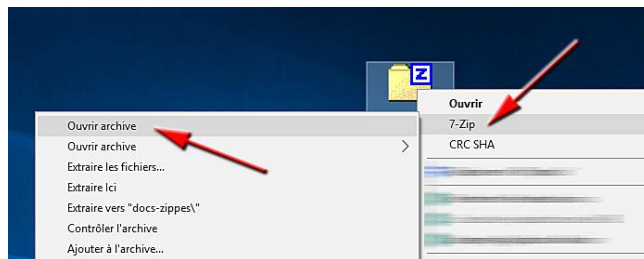 Z
Ouvrir
7-Zip
CRC SHA
Ouvrir archive
Ouvrir archive
Extraire les fichiers...
Extraire Ici
Extraire vers "docs-zippes\"
Contrôler l'archive
Ajouter à l'archive...